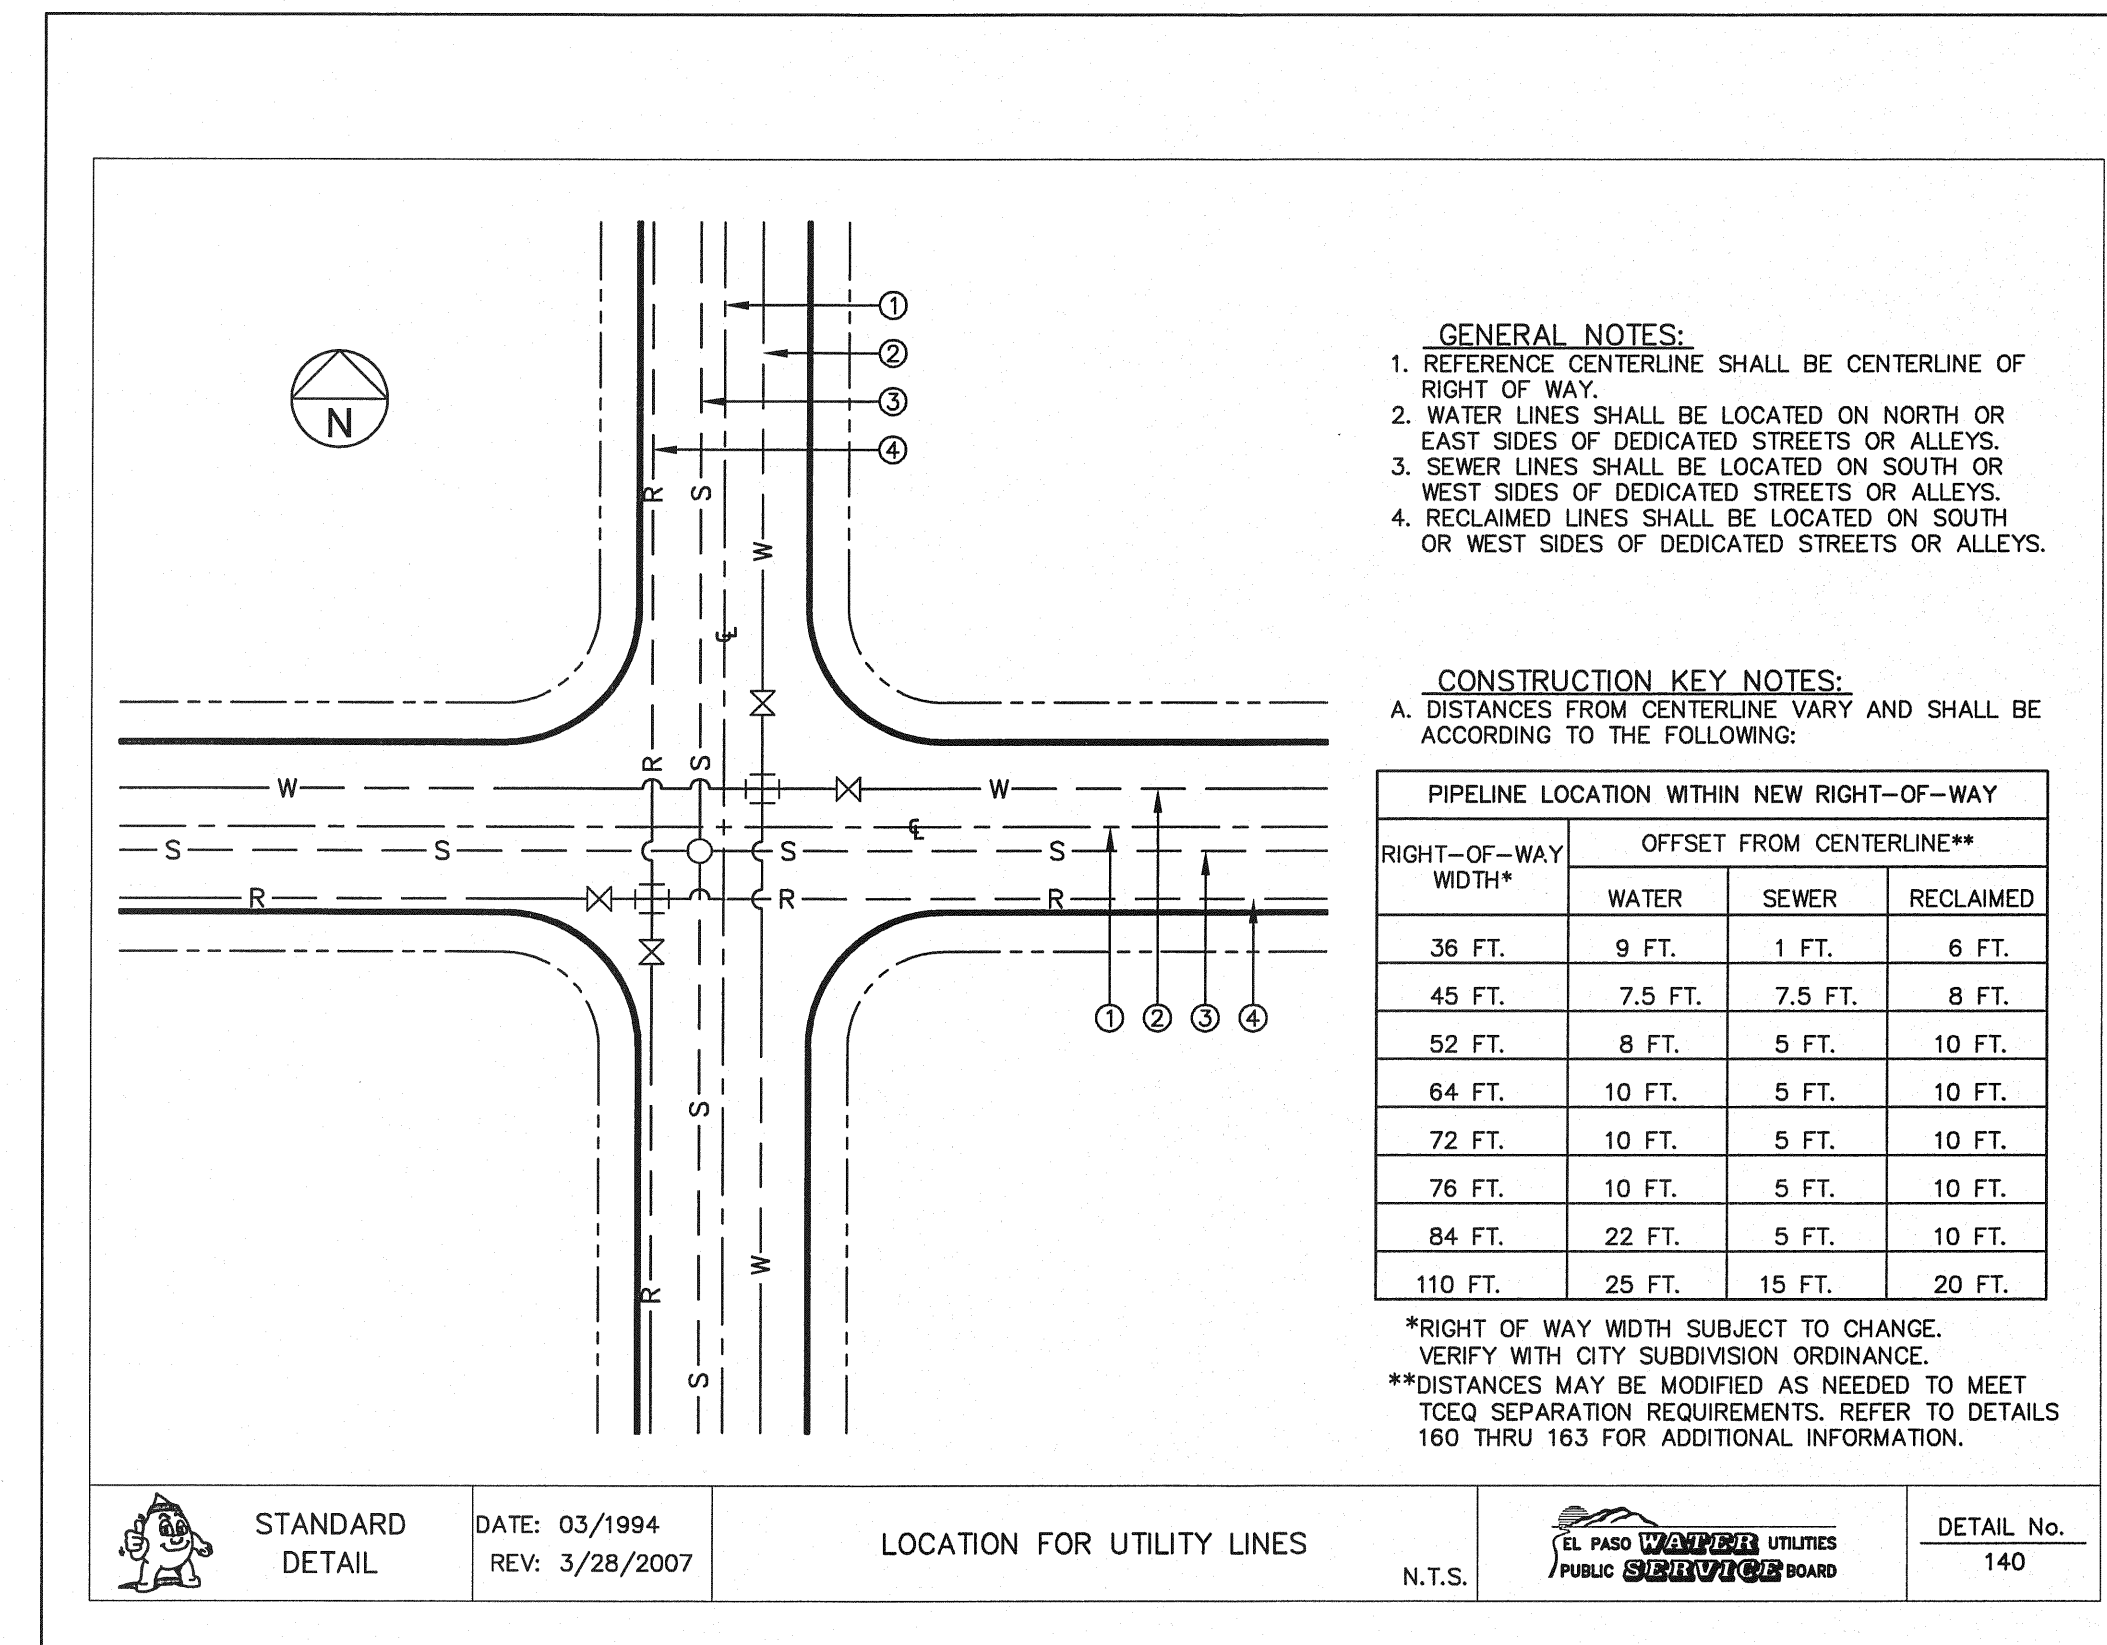 1
2
3
4
N
R
S
W
℄
R
S
W
W
℄
S
S
S
S
R
R
R
1 2 3 4
S
W
R
S
GENERAL NOTES:
1. REFERENCE CENTERLINE SHALL BE CENTERLINE OF
RIGHT OF WAY.
2. WATER LINES SHALL BE LOCATED ON NORTH OR
EAST SIDES OF DEDICATED STREETS OR ALLEYS.
3. SEWER LINES SHALL BE LOCATED ON SOUTH OR
WEST SIDES OF DEDICATED STREETS OR ALLEYS.
4. RECLAIMED LINES SHALL BE LOCATED ON SOUTH
OR WEST SIDES OF DEDICATED STREETS OR ALLEYS.
CONSTRUCTION KEY NOTES:
A. DISTANCES FROM CENTERLINE VARY AND SHALL BE
ACCORDING TO THE FOLLOWING:
PIPELINE LOCATION WITHIN NEW RIGHT-OF-WAY
RIGHT-OF-WAY
WIDTH*
OFFSET FROM CENTERLINE**
WATER SEWER RECLAIMED
36 FT. 9 FT. 1 FT. 6 FT.
45 FT. 7.5 FT. 7.5 FT. 8 FT.
52 FT. 8 FT. 5 FT. 10 FT.
64 FT. 10 FT. 5 FT. 10 FT.
72 FT. 10 FT. 5 FT. 10 FT.
76 FT. 10 FT. 5 FT. 10 FT.
84 FT. 22 FT. 5 FT. 10 FT.
110 FT. 25 FT. 15 FT. 20 FT.
*RIGHT OF WAY WIDTH SUBJECT TO CHANGE.
VERIFY WITH CITY SUBDIVISION ORDINANCE.
**DISTANCES MAY BE MODIFIED AS NEEDED TO MEET
TCEQ SEPARATION REQUIREMENTS. REFER TO DETAILS
160 THRU 163 FOR ADDITIONAL INFORMATION.
STANDARD
DETAIL
DATE: 03/1994
REV: 3/28/2007
LOCATION FOR UTILITY LINES
N.T.S.
EL PASO WATER UTILITIES
PUBLIC SERVICE BOARD
DETAIL No.
140